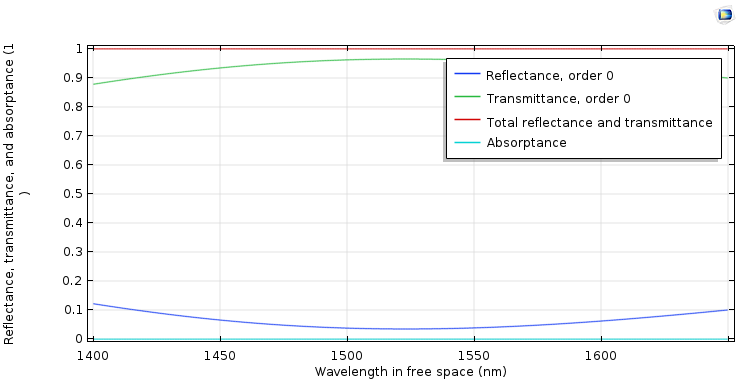 Reflectance, transmittance, and absorptance (1
)
1
0.9
0.8
0.7
0.6
0.5
0.4
0.3
0.2
0.1
0
Reflectance, order 0
Transmittance, order 0
Total reflectance and transmittance
Absorptance
1400 1450 1500 1550 1600
Wavelength in free space (nm)